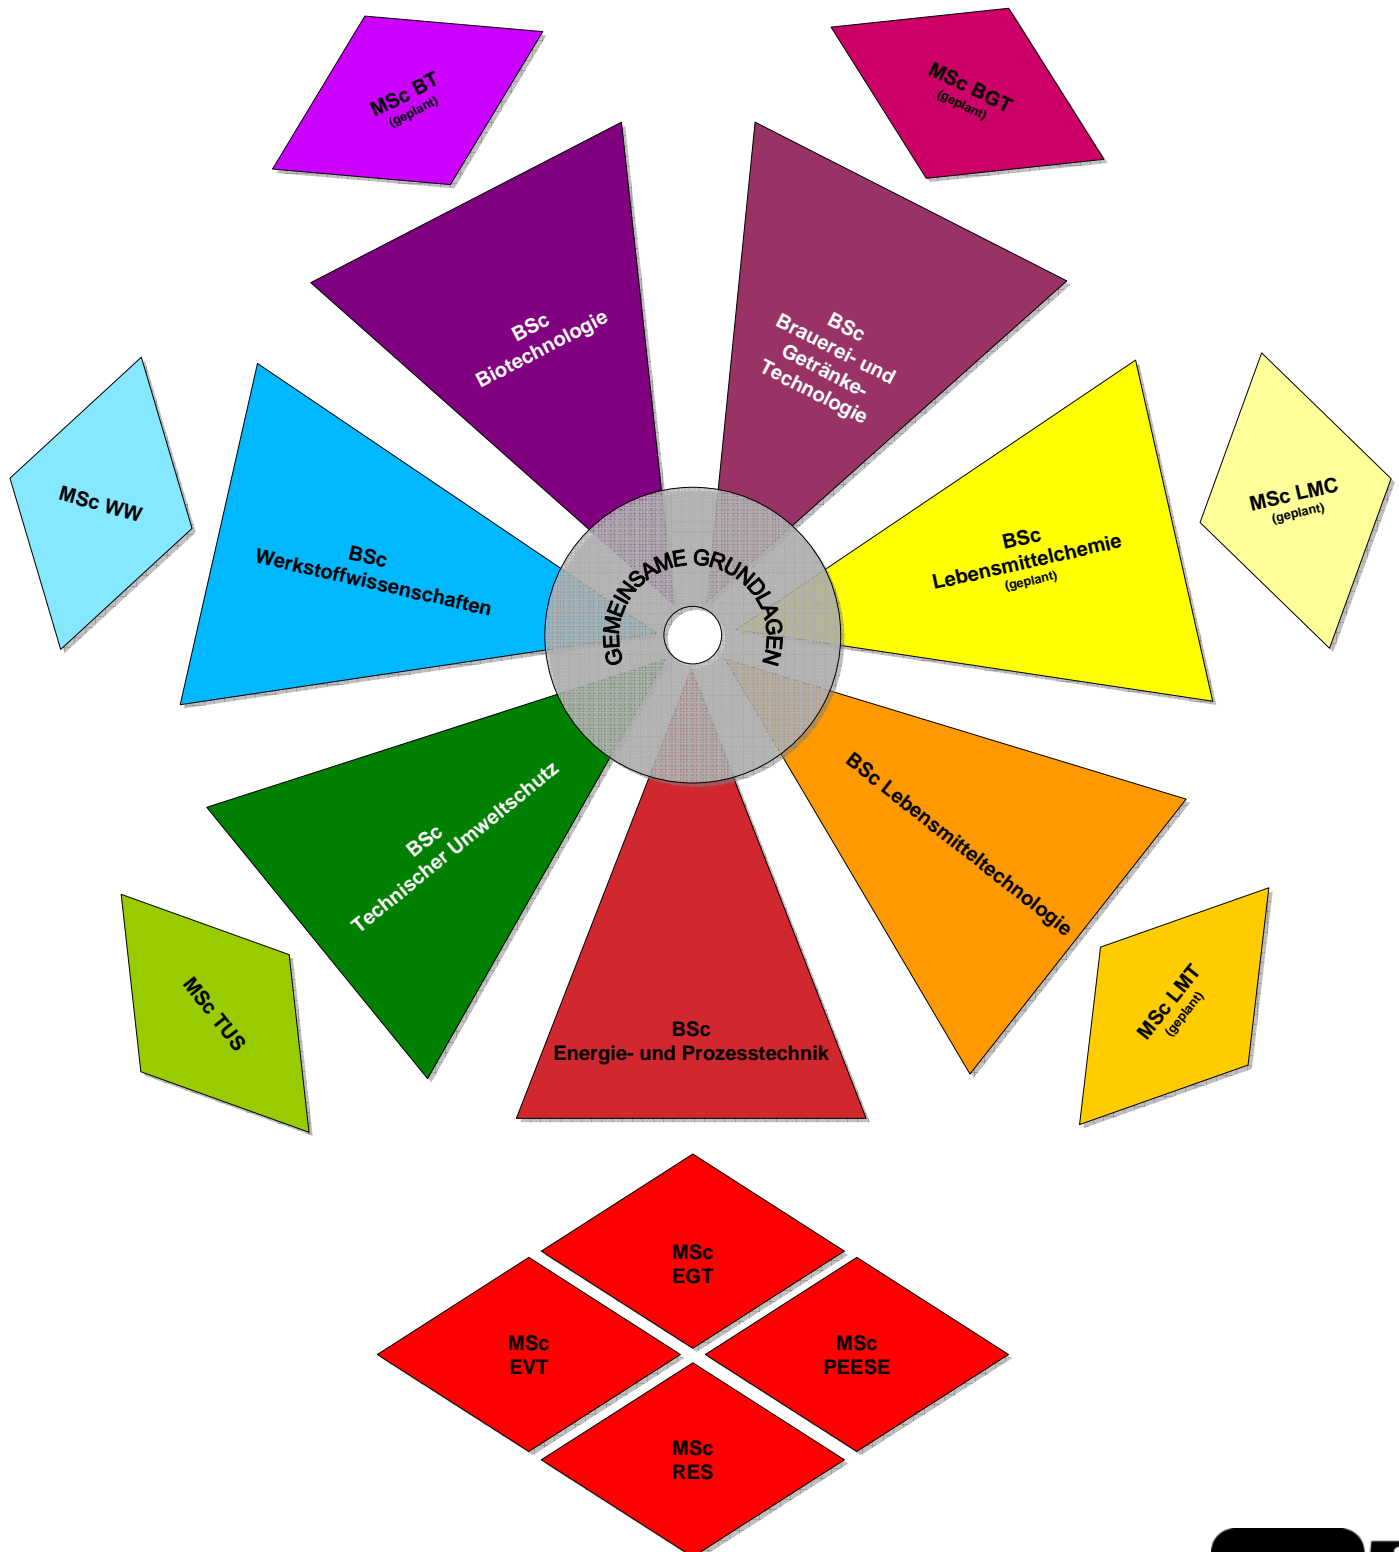 MSc BT
(geplant)
MSc BGT
(geplant)
BSc
Biotechnologie
BSc
Brauerei- und
Getränke-
Technologie
MSc WW
BSc
Werkstoffwissenschaften
GEMEINSAME GRUNDLAGEN
BSc
Lebensmittelchemie
(geplant)
MSc LMC
(geplant)
BSc
Technischer Umweltschutz
BSc Lebensmitteltechnologie
MSc TUS
BSc
Energie- und Prozesstechnik
MSc LMT
(geplant)
MSc
EGT
MSc
EVT
MSc
PEESE
MSc
RES